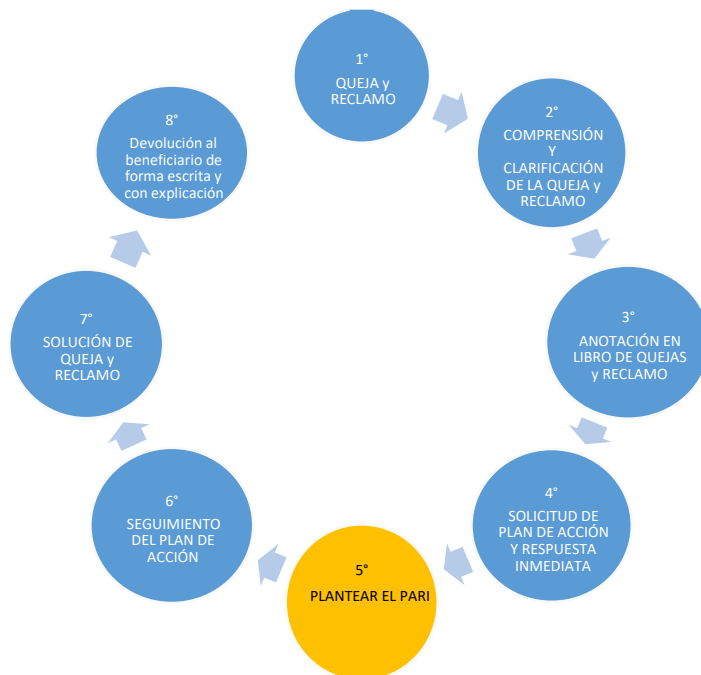 1°
QUEJA y
RECLAMO
2°
COMPRENSIÓN
Y
CLARIFICACIÓN
DE LA QUEJA y
RECLAMO
3°
ANOTACIÓN EN
LIBRO DE QUEJAS
y RECLAMO
4°
SOLICITUD DE
PLAN DE ACCIÓN
Y RESPUESTA
INMEDIATA
5°
PLANTEAR EL PARI
6°
SEGUIMIENTO
DEL PLAN DE
ACCIÓN
7°
SOLUCIÓN DE
QUEJA y
RECLAMO
8°
Devolución al
beneficiario de
forma escrita y
con explicación